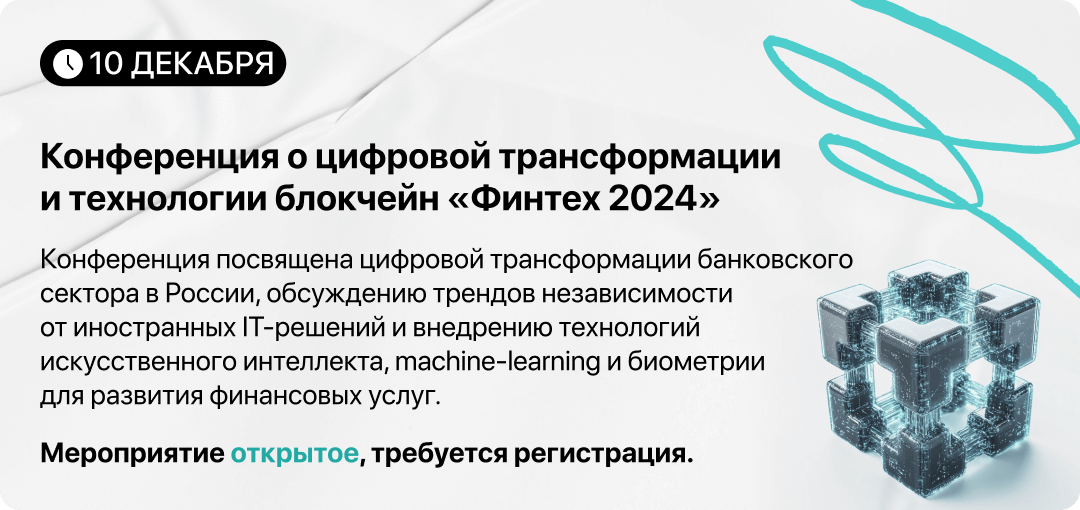 10 ДЕКАБРЯ
Конференция о цифровой трансформации
и технологии блокчейн «Финтех 2024»
Конференция посвящена цифровой трансформации банковского
сектора в России, обсуждению трендов независимости
от иностранных IT-решений и внедрению технологий
искусственного интеллекта, machine-learning и биометрии
для развития финансовых услуг.
Мероприятие открытое, требуется регистрация.